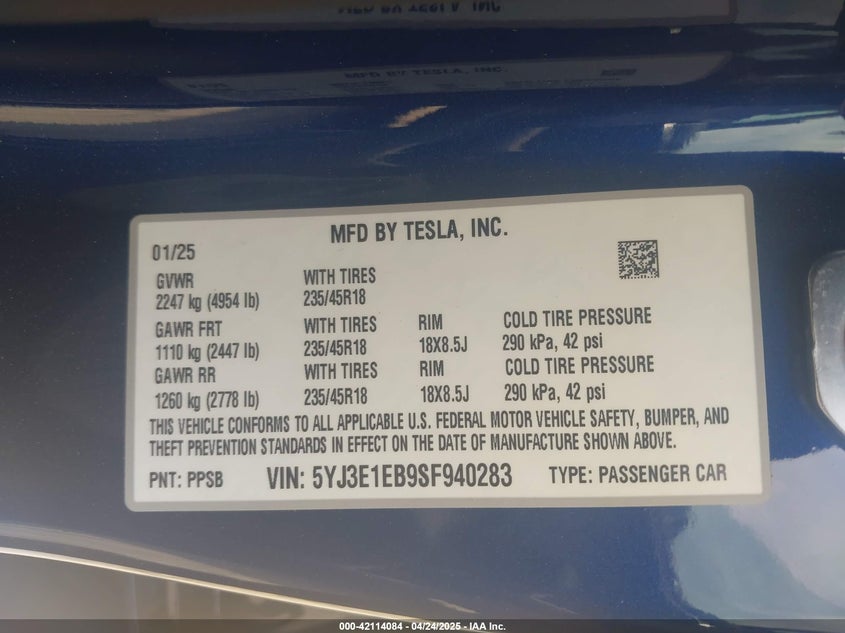 MFD BY TESLA, INC.
MFD BY TESLA, INC.
01/25
GVWR WITH TIRES
2247 kg (4954 lb) 235/45R18
GAWR FRT WITH TIRES RIM COLD TIRE PRESSURE
1110 kg (2447 lb) 235/45R18 18X8.5J 290 kPa, 42 psi
GAWR RR WITH TIRES RIM COLD TIRE PRESSURE
1260 kg (2778 lb) 235/45R18 18X8.5J 290 kPa, 42 psi
THIS VEHICLE CONFORMS TO ALL APPLICABLE U.S. FEDERAL MOTOR VEHICLE SAFETY, BUMPER, AND
THEFT PREVENTION STANDARDS IN EFFECT ON THE DATE OF MANUFACTURE SHOWN ABOVE.
PNT: PPSB VIN: 5YJ3E1EB9SF940283 TYPE: PASSENGER CAR
000-42114084 - 04/24/2025 - IAA Inc.